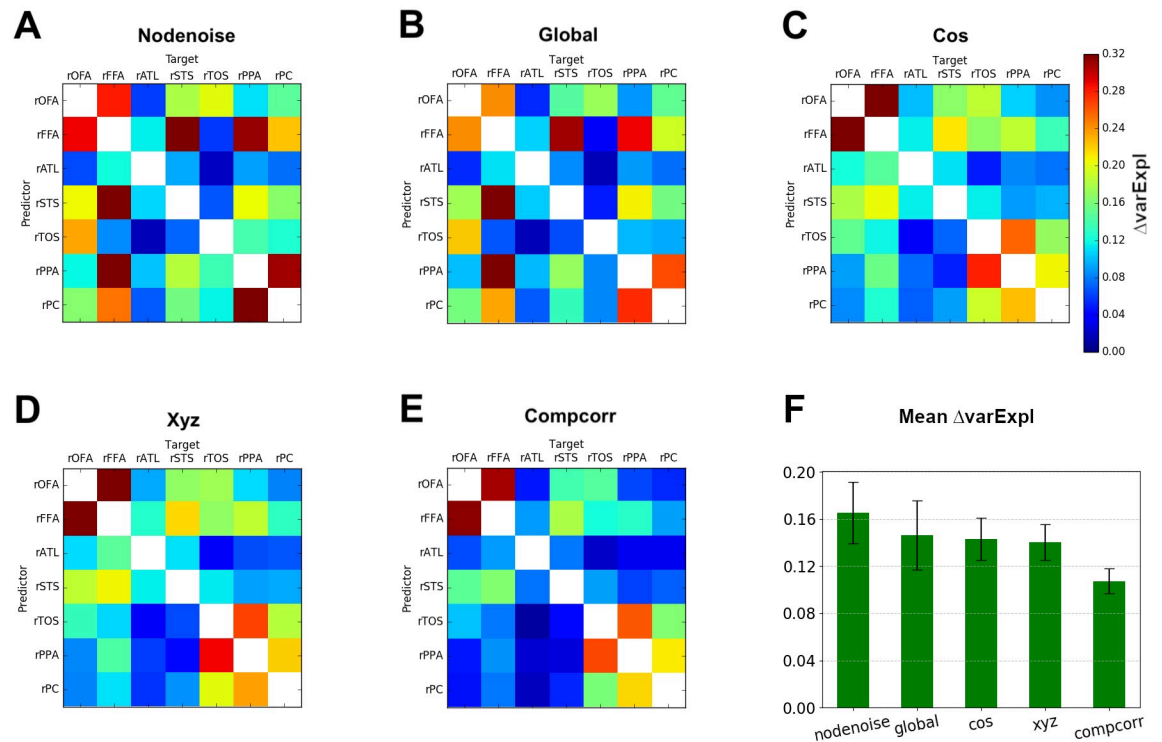 A
Nodenoise
Target
rOFA rFFA rATL rSTS rTOS rPPA rPC
Predictor
rOFA
rFFA
rATL
rSTS
rTOS
rPPA
rPC
B
Global
Target
rOFA rFFA rATL rSTS rTOS rPPA rPC
Predictor
rOFA
rFFA
rATL
rSTS
rTOS
rPPA
rPC
C
Cos
Target
rOFA rFFA rATL rSTS rTOS rPPA rPC
Predictor
rOFA
rFFA
rATL
rSTS
rTOS
rPPA
rPC
0.32
0.28
0.24
0.20
0.16
0.12
0.08
0.04
0.00
ΔvarExpl
D
Xyz
Target
rOFA rFFA rATL rSTS rTOS rPPA rPC
Predictor
rOFA
rFFA
rATL
rSTS
rTOS
rPPA
rPC
E
Compcorr
Target
rOFA rFFA rATL rSTS rTOS rPPA rPC
Predictor
rOFA
rFFA
rATL
rSTS
rTOS
rPPA
rPC
F
Mean ΔvarExpl
0.20
0.16
0.12
0.08
0.04
0.00
nodenoise global cos xyz compcorr